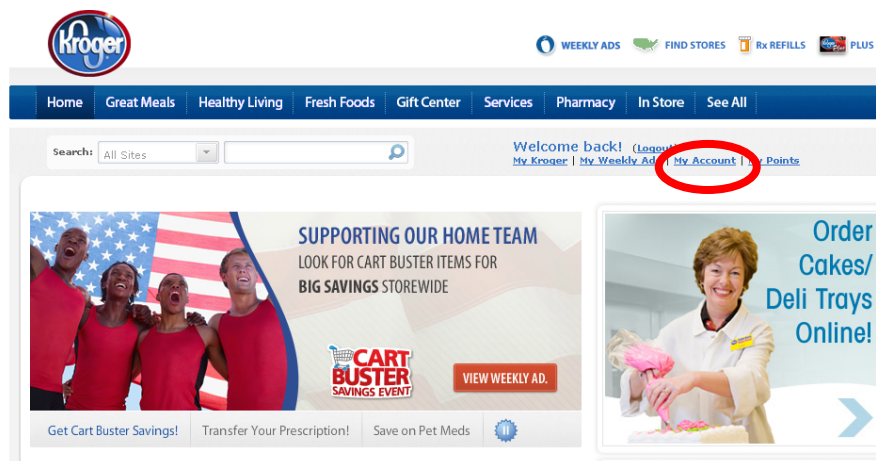 Kroger
WEEKLY ADS FIND STORES Rx REFILLS PLUS
Home Great Meals Healthy Living Fresh Foods Gift Center Services Pharmacy In Store See All
Search: All Sites
Welcome back! (Logout)
My Kroger | My Weekly Ad | My Account | My Points
SUPPORTING OUR HOME TEAM
LOOK FOR CART BUSTER ITEMS FOR
BIG SAVINGS STOREWIDE
CART
BUSTER
SAVINGS EVENT
VIEW WEEKLY AD.
Order
Cakes/
Deli Trays
Online!
Get Cart Buster Savings! Transfer Your Prescription! Save on Pet Meds